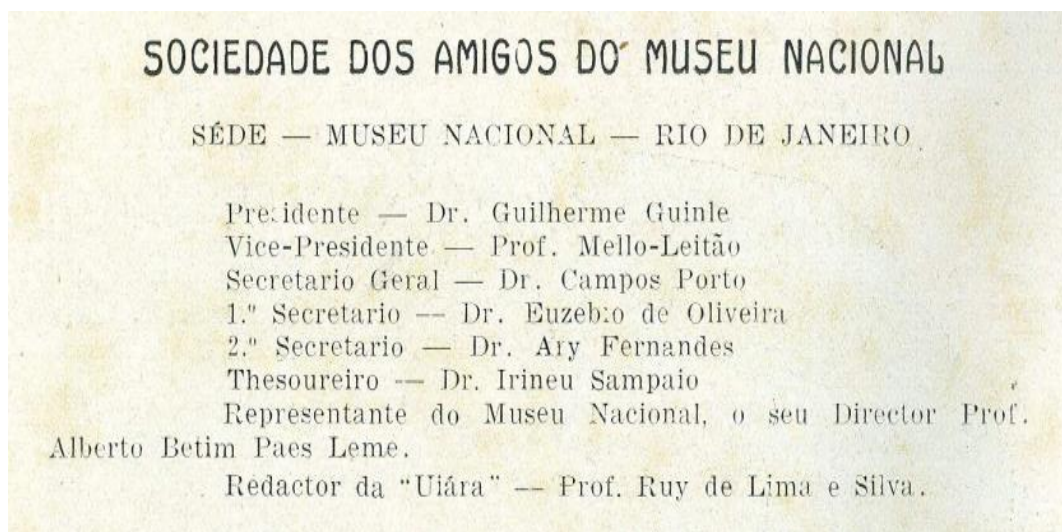 SOCIEDADE DOS AMIGOS DO MUSEU NACIONAL
SÉDE — MUSEU NACIONAL — RIO DE JANEIRO
Presidente — Dr. Guilherme Guinle
Vice-Presidente — Prof. Mello-Leitão
Secretario Geral — Dr. Campos Porto
1.º Secretario — Dr. Euzebio de Oliveira
2.º Secretario — Dr. Ary Fernandes
Thesoureiro — Dr. Irineu Sampaio
Representante do Museu Nacional, o seu Director Prof.
Alberto Betim Paes Leme.
Redactor da "Uiára" — Prof. Ruy de Lima e Silva.